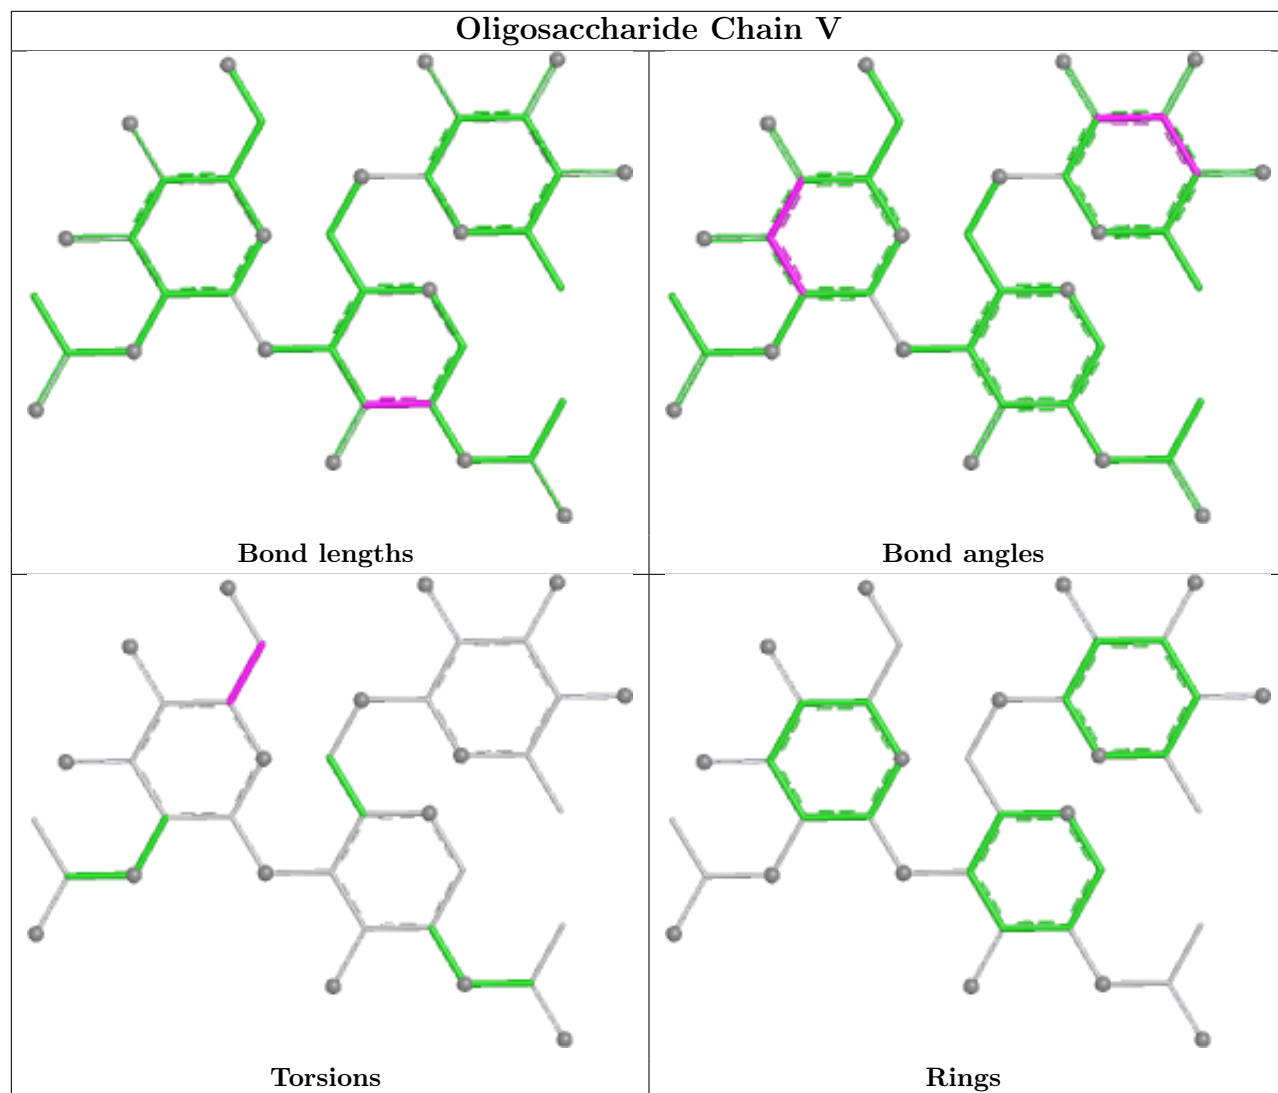 Oligosaccharide Chain V
Bond lengths
Bond angles
Torsions
Rings